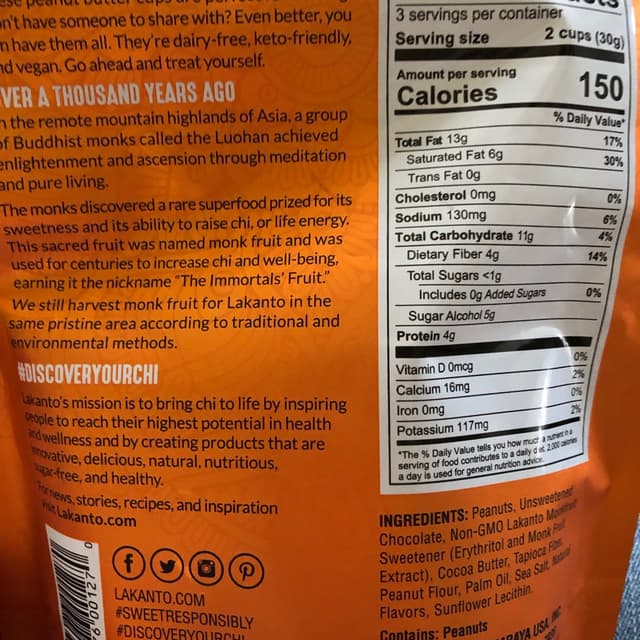 n't have someone to share with? Even better, you
n have them all. They're dairy-free, keto-friendly,
nd vegan. Go ahead and treat yourself.
VER A THOUSAND YEARS AGO
n the remote mountain highlands of Asia, a group
of Buddhist monks called the Luohan achieved
enlightenment and ascension through meditation
and pure living.
The monks discovered a rare superfood prized for its
sweetness and its ability to raise chi, or life energy.
This sacred fruit was named monk fruit and was
used for centuries to increase chi and well-being,
earning it the nickname "The Immortals' Fruit."
We still harvest monk fruit for Lakanto in the
same pristine area according to traditional and
environmental methods.
#DISCOVERYOURCHI
Lakanto's mission is to bring chi to life by inspiring
people to reach their highest potential in health
and wellness and by creating products that are
innovative, delicious, natural, nutritious,
sugar-free, and healthy.
For news, stories, recipes, and inspiration
visit Lakanto.com
LAKANTO.COM
#SWEETRESPONSIBLY
#DISCOVERYOURCHI
3 servings per container
Serving size 2 cups (30g)
Amount per serving
Calories 150
% Daily Value*
Total Fat 13g 17%
Saturated Fat 6g 30%
Trans Fat 0g
Cholesterol 0mg 0%
Sodium 130mg 6%
Total Carbohydrate 11g 4%
Dietary Fiber 4g 14%
Total Sugars <1g
Includes 0g Added Sugars 0%
Sugar Alcohol 5g
Protein 4g
Vitamin D 0mcg 0%
Calcium 16mg 2%
Iron 0mg 0%
Potassium 117mg 2%
*The % Daily Value tells you how much a nutrient in a
serving of food contributes to a daily diet. 2,000 calories
a day is used for general nutrition advice.
INGREDIENTS: Peanuts, Unsweetened
Chocolate, Non-GMO Lakanto Monkfruit
Sweetener (Erythritol and Monk Fruit
Extract), Cocoa Butter, Tapioca Fiber,
Peanut Flour, Palm Oil, Sea Salt, Natural
Flavors, Sunflower Lecithin.
Contains: Peanuts